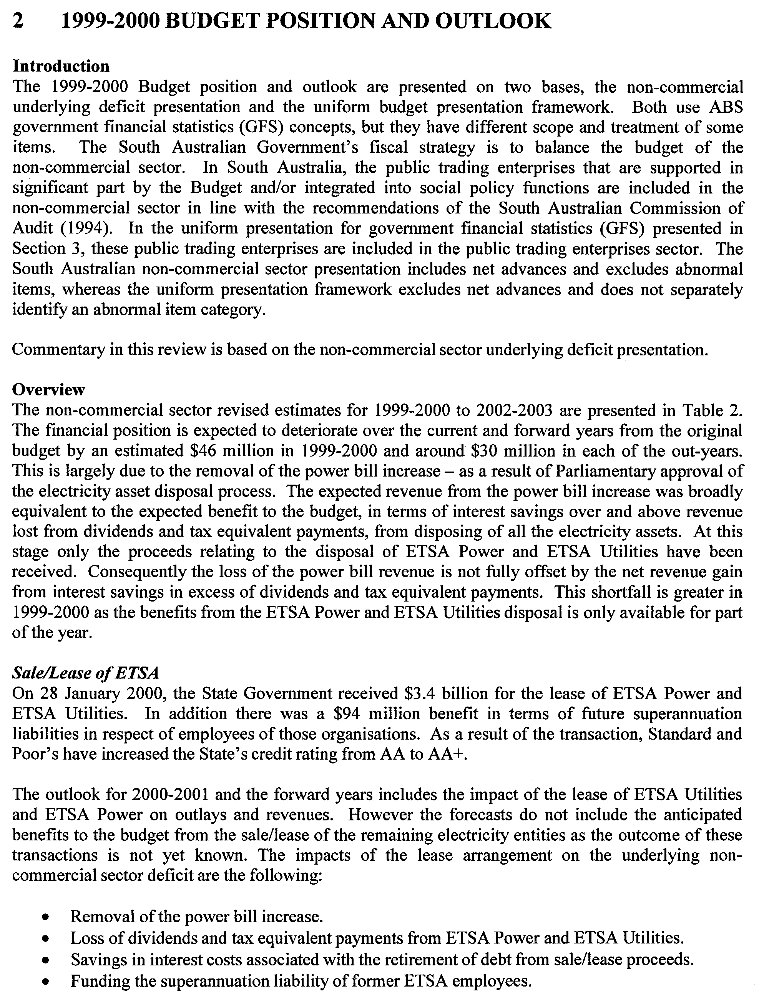 2 1999-2000 BUDGET POSITION AND OUTLOOK
Introduction
The 1999-2000 Budget position and outlook are presented on two bases, the non-commercial
underlying deficit presentation and the uniform budget presentation framework. Both use ABS
government financial statistics (GFS) concepts, but they have different scope and treatment of some
items. The South Australian Government's fiscal strategy is to balance the budget of the
non-commercial sector. In South Australia, the public trading enterprises that are supported in
significant part by the Budget and/or integrated into social policy functions are included in the
non-commercial sector in line with the recommendations of the South Australian Commission of
Audit (1994). In the uniform presentation for government financial statistics (GFS) presented in
Section 3, these public trading enterprises are included in the public trading enterprises sector. The
South Australian non-commercial sector presentation includes net advances and excludes abnormal
items, whereas the uniform presentation framework excludes net advances and does not separately
identify an abnormal item category.
Commentary in this review is based on the non-commercial sector underlying deficit presentation.
Overview
The non-commercial sector revised estimates for 1999-2000 to 2002-2003 are presented in Table 2.
The financial position is expected to deteriorate over the current and forward years from the original
budget by an estimated $46 million in 1999-2000 and around $30 million in each of the out-years.
This is largely due to the removal of the power bill increase – as a result of Parliamentary approval of
the electricity asset disposal process. The expected revenue from the power bill increase was broadly
equivalent to the expected benefit to the budget, in terms of interest savings over and above revenue
lost from dividends and tax equivalent payments, from disposing of all the electricity assets. At this
stage only the proceeds relating to the disposal of ETSA Power and ETSA Utilities have been
received. Consequently the loss of the power bill revenue is not fully offset by the net revenue gain
from interest savings in excess of dividends and tax equivalent payments. This shortfall is greater in
1999-2000 as the benefits from the ETSA Power and ETSA Utilities disposal is only available for part
of the year.
Sale/Lease of ETSA
On 28 January 2000, the State Government received $3.4 billion for the lease of ETSA Power and
ETSA Utilities. In addition there was a $94 million benefit in terms of future superannuation
liabilities in respect of employees of those organisations. As a result of the transaction, Standard and
Poor's have increased the State's credit rating from AA to AA+.
The outlook for 2000-2001 and the forward years includes the impact of the lease of ETSA Utilities
and ETSA Power on outlays and revenues. However the forecasts do not include the anticipated
benefits to the budget from the sale/lease of the remaining electricity entities as the outcome of these
transactions is not yet known. The impacts of the lease arrangement on the underlying non-
commercial sector deficit are the following:
• Removal of the power bill increase.
• Loss of dividends and tax equivalent payments from ETSA Power and ETSA Utilities.
• Savings in interest costs associated with the retirement of debt from sale/lease proceeds.
• Funding the superannuation liability of former ETSA employees.